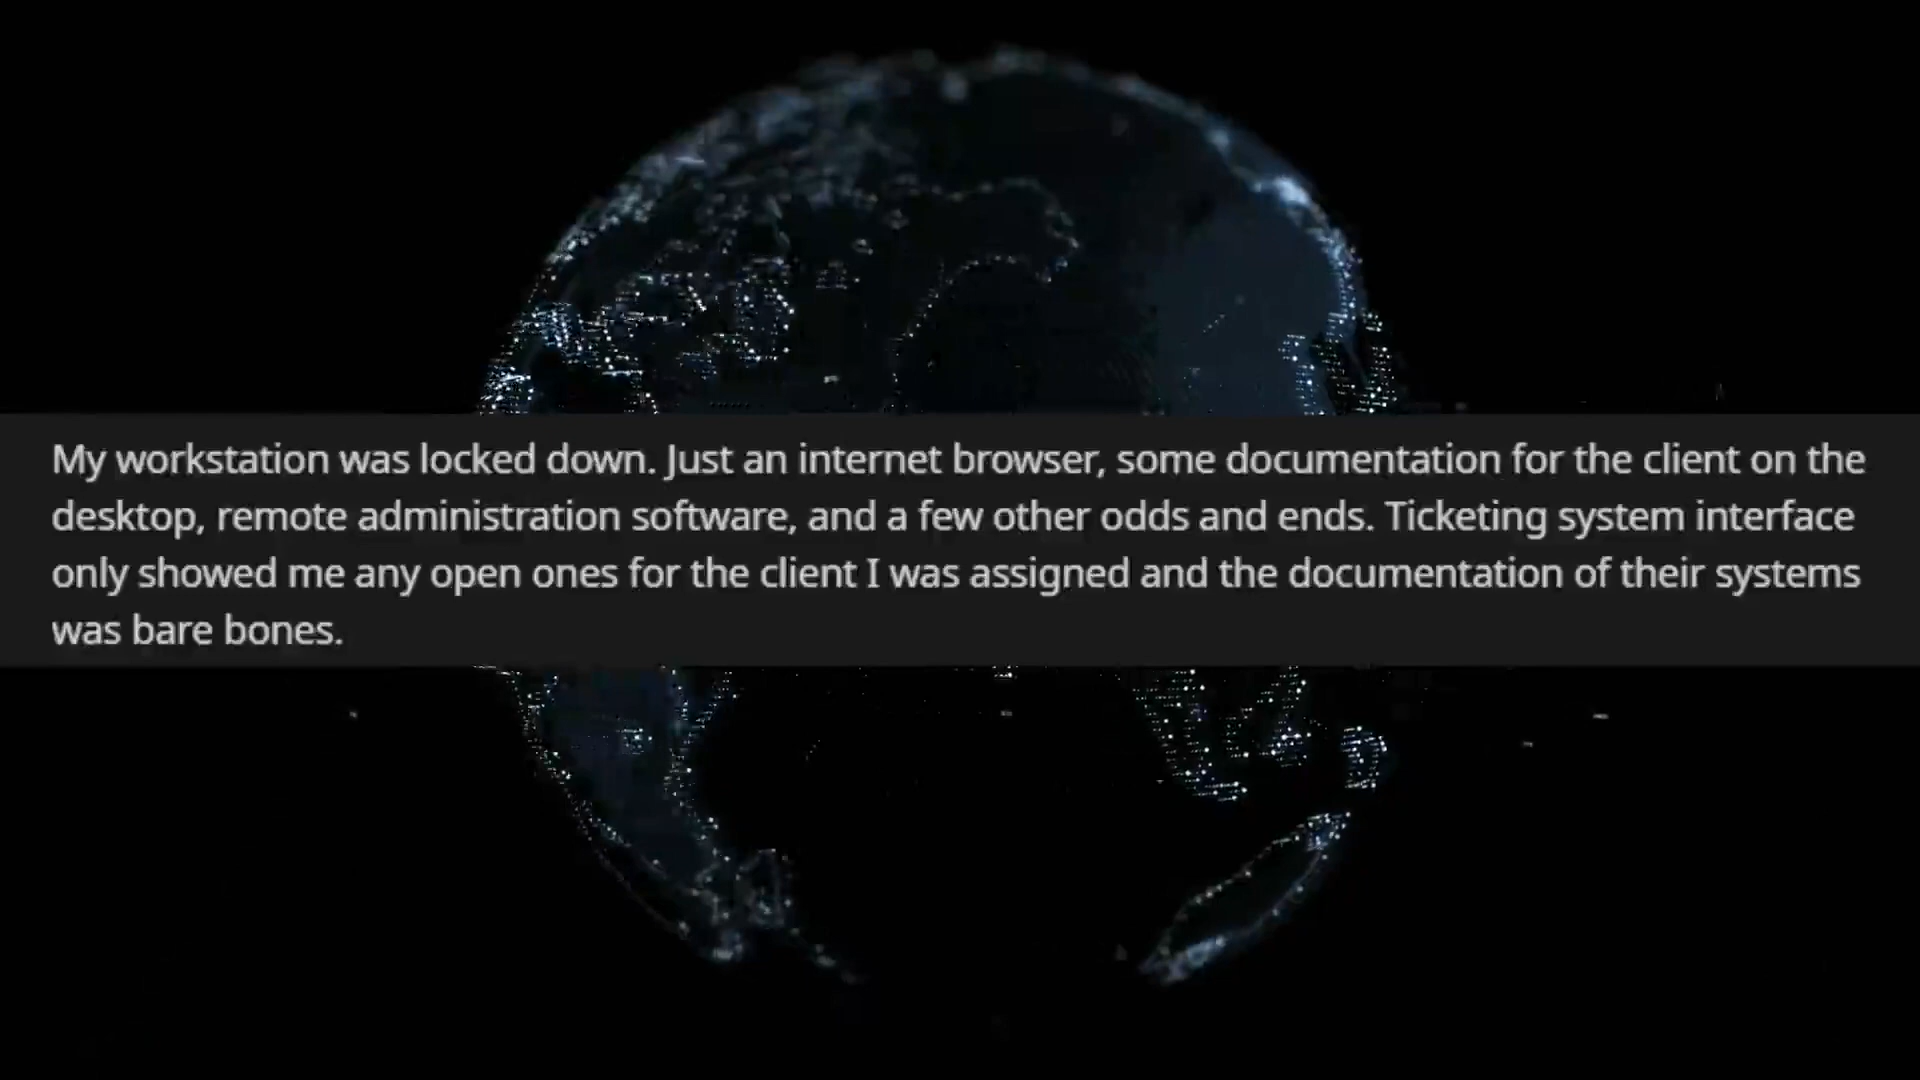 My workstation was locked down. Just an internet browser, some documentation for the client on the
desktop, remote administration software, and a few other odds and ends. Ticketing system interface
only showed me any open ones for the client I was assigned and the documentation of their systems
was bare bones.